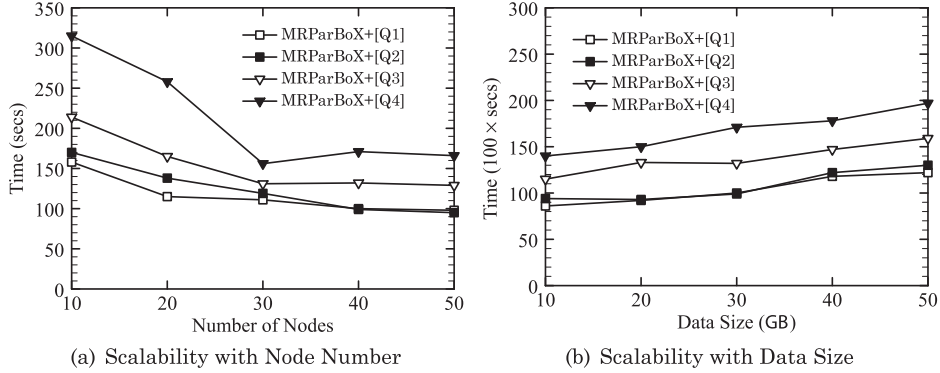 350
300
250
200
150
100
50
0
Time (secs)
MRParBoX+[Q1]
MRParBoX+[Q2]
MRParBoX+[Q3]
MRParBoX+[Q4]
10 20 30 40 50
Number of Nodes
(a) Scalability with Node Number
300
250
200
150
100
50
0
Time (100 × secs)
MRParBoX+[Q1]
MRParBoX+[Q2]
MRParBoX+[Q3]
MRParBoX+[Q4]
10 20 30 40 50
Data Size (GB)
(b) Scalability with Data Size